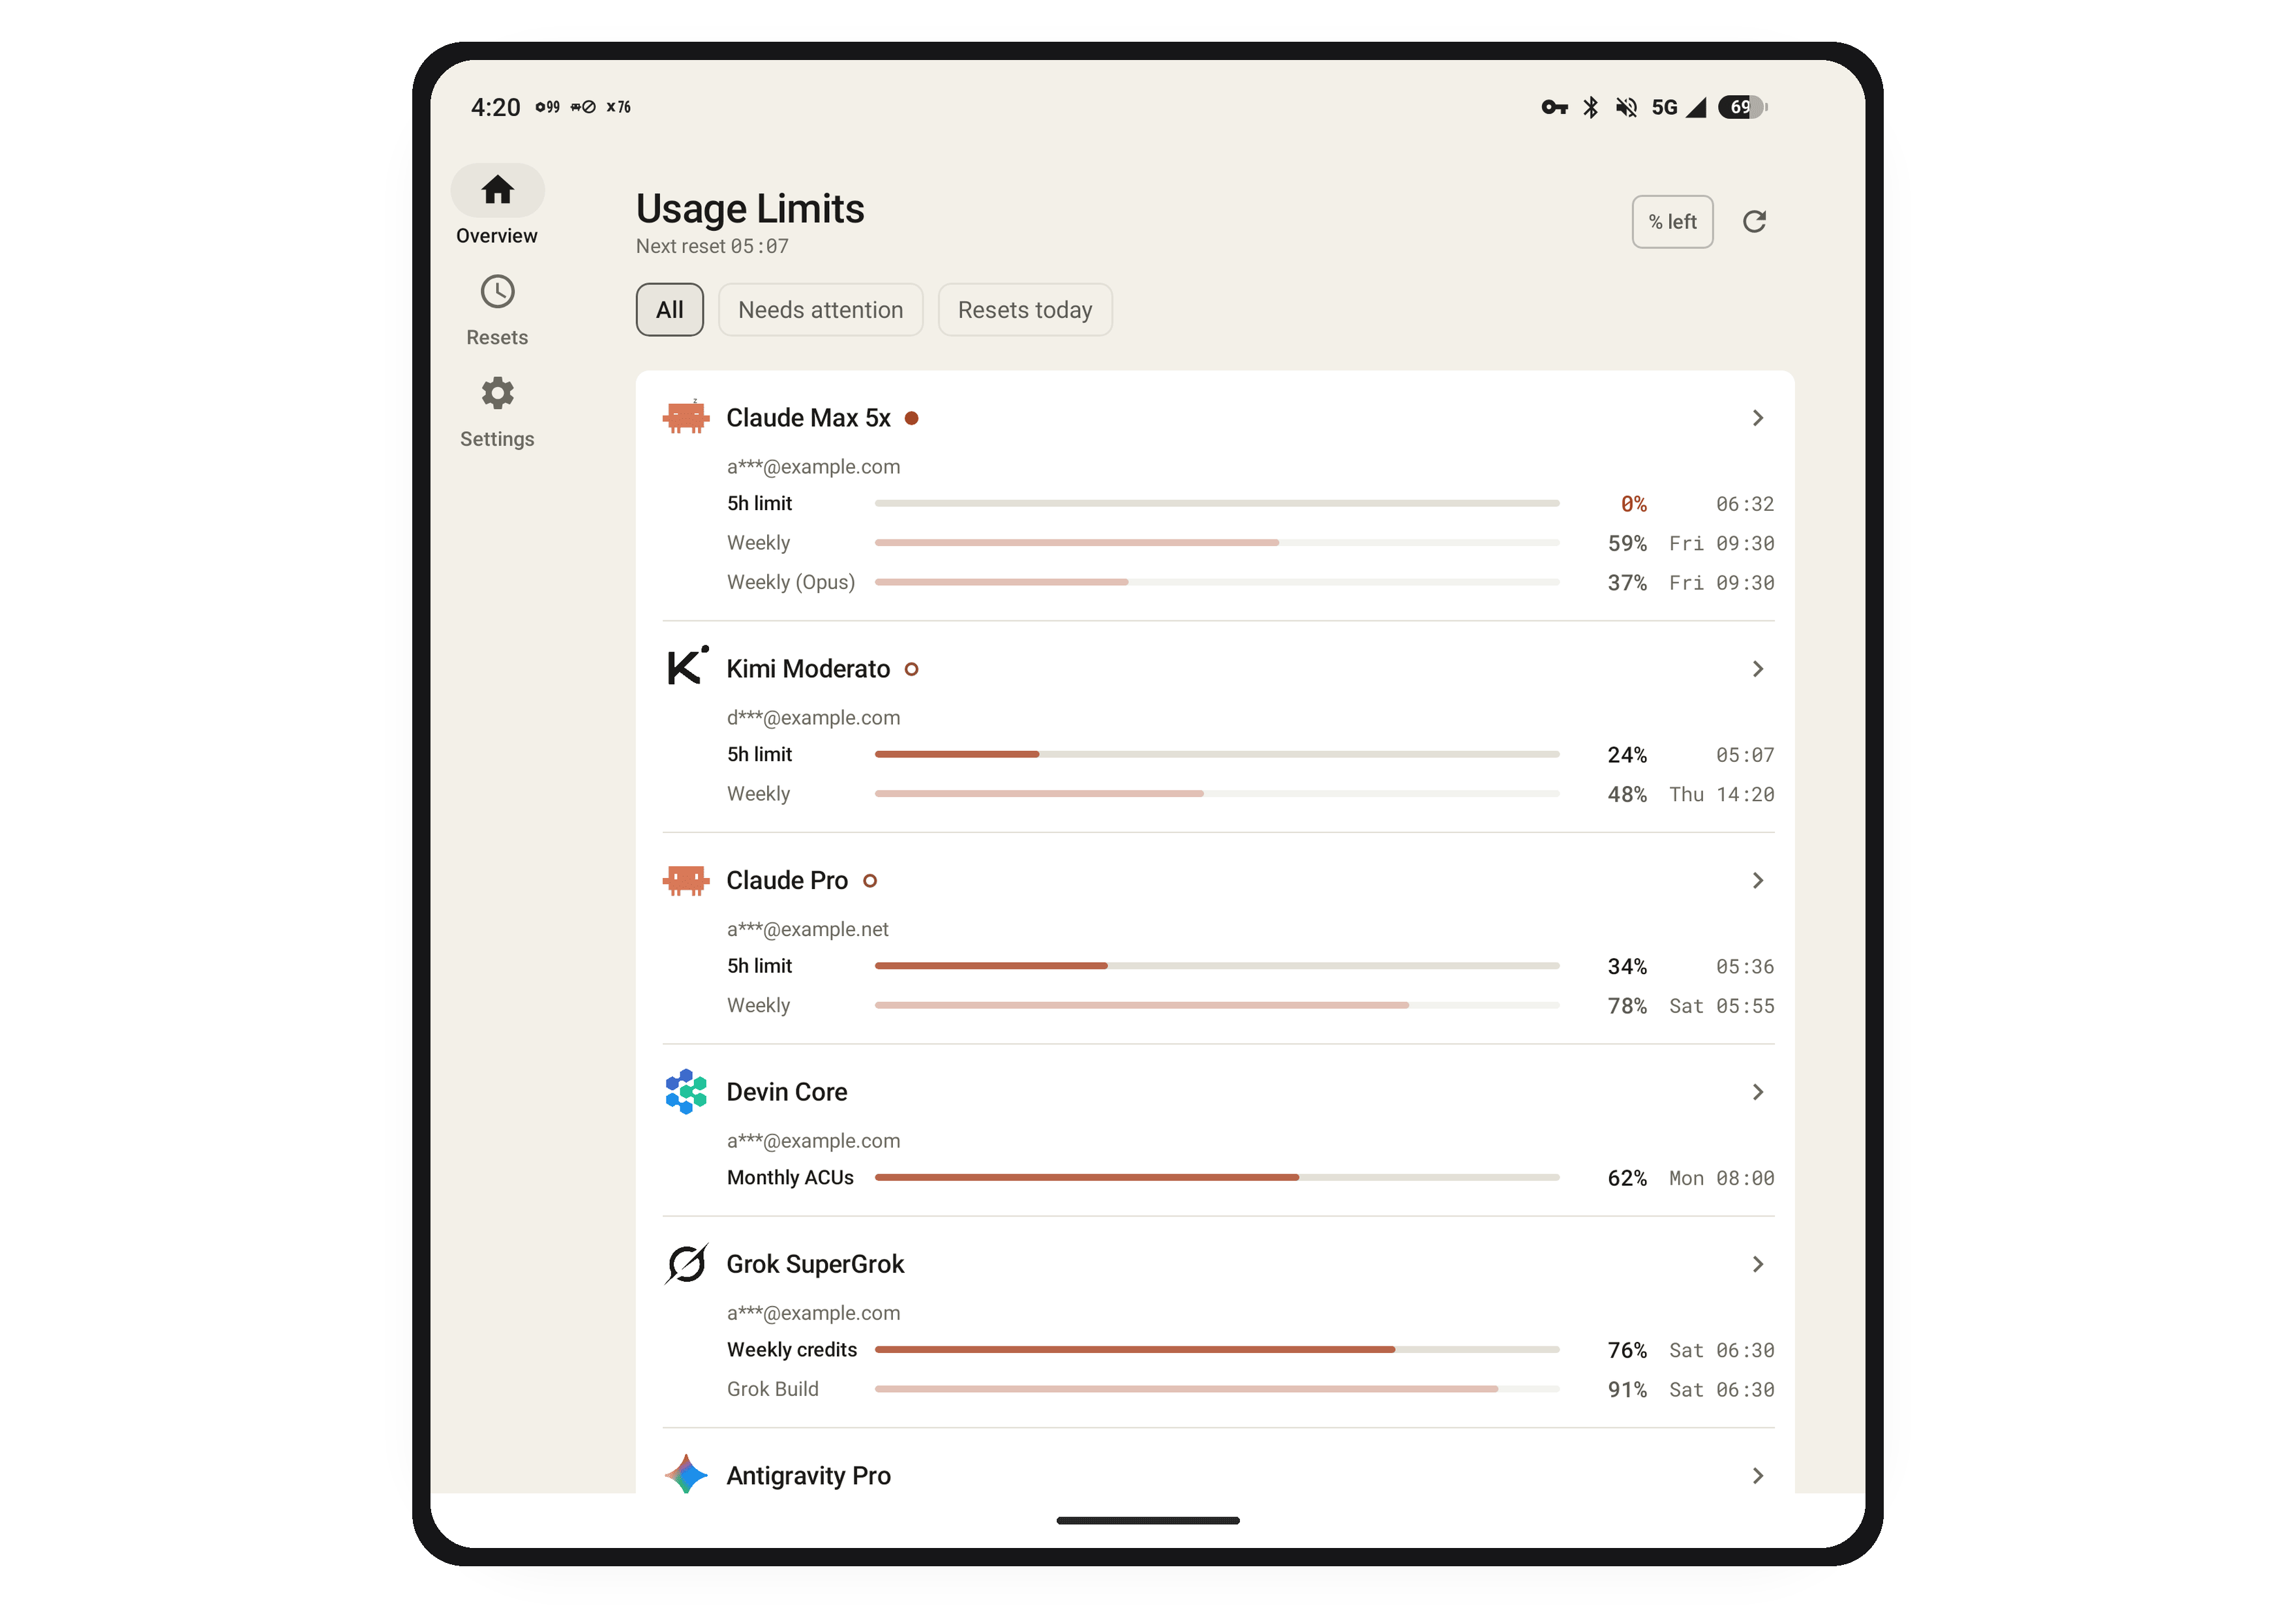 4:20 99 x 76 5G 69
Overview
Resets
Settings
Usage Limits
Next reset 05:07
% left
All Needs attention Resets today
z
Claude Max 5x
a***@example.com
5h limit 0% 06:32
Weekly 59% Fri 09:30
Weekly (Opus) 37% Fri 09:30
K
Kimi Moderato
d***@example.com
5h limit 24% 05:07
Weekly 48% Thu 14:20
Claude Pro
a***@example.net
5h limit 34% 05:36
Weekly 78% Sat 05:55
Devin Core
a***@example.com
Monthly ACUs 62% Mon 08:00
Grok SuperGrok
a***@example.com
Weekly credits 76% Sat 06:30
Grok Build 91% Sat 06:30
Antigravity Pro